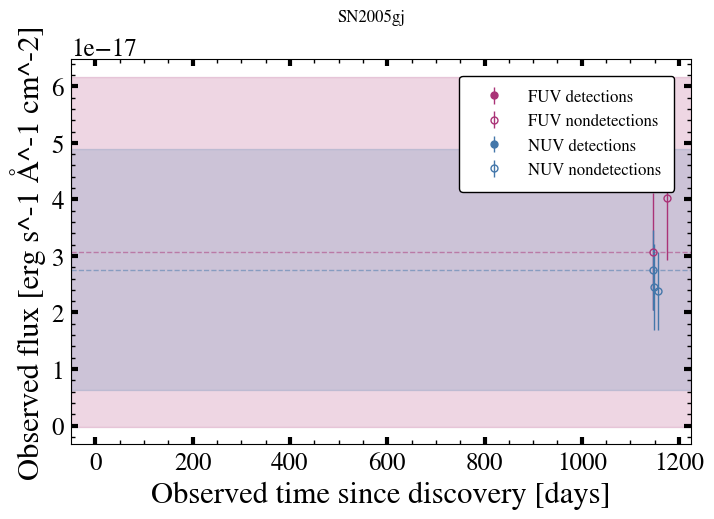 SN2005gj
1e−17
Observed flux [erg s^-1 Å^-1 cm^-2]
6
5
4
3
2
1
0
FUV detections
FUV nondetections
NUV detections
NUV nondetections
0 200 400 600 800 1000 1200
Observed time since discovery [days]